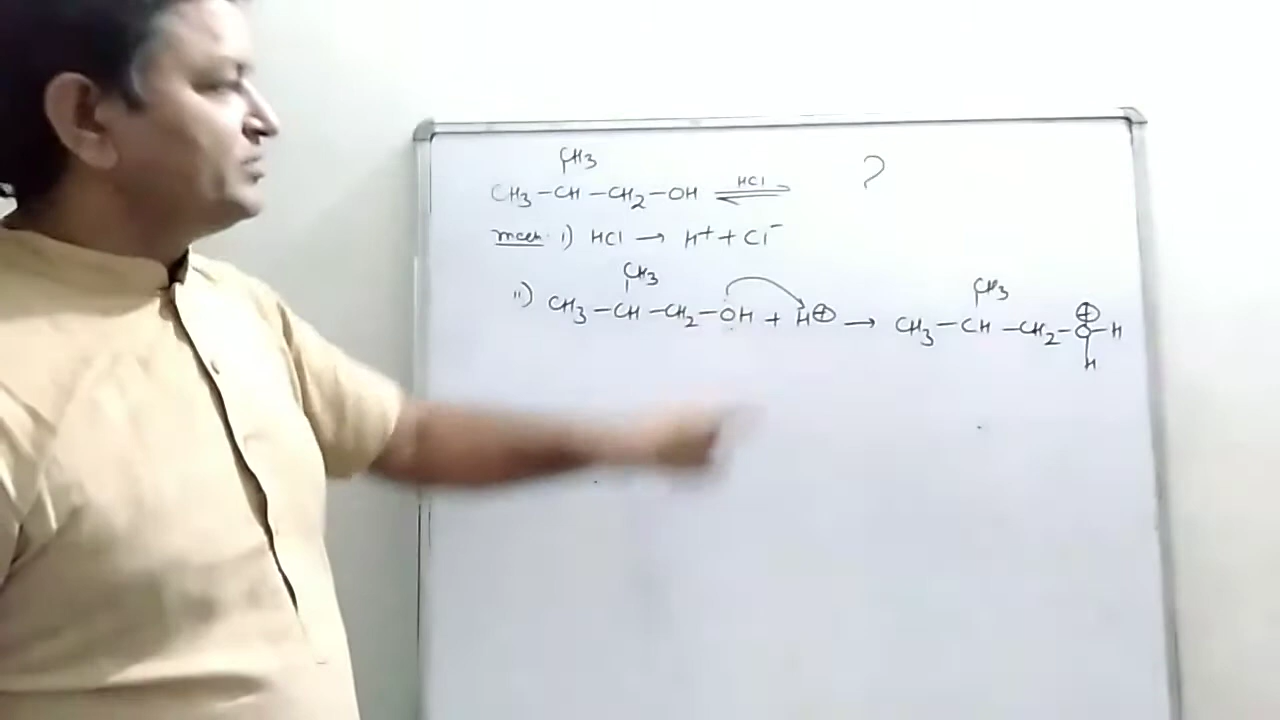 CH3
CH3-CH-CH2-OH ⇌ HCl ?
mech. i) HCl → H+ + Cl-
CH3
ii) CH3-CH-CH2-OH + H⊕ → CH3-CH-CH2-O-H
CH3
⊕
H